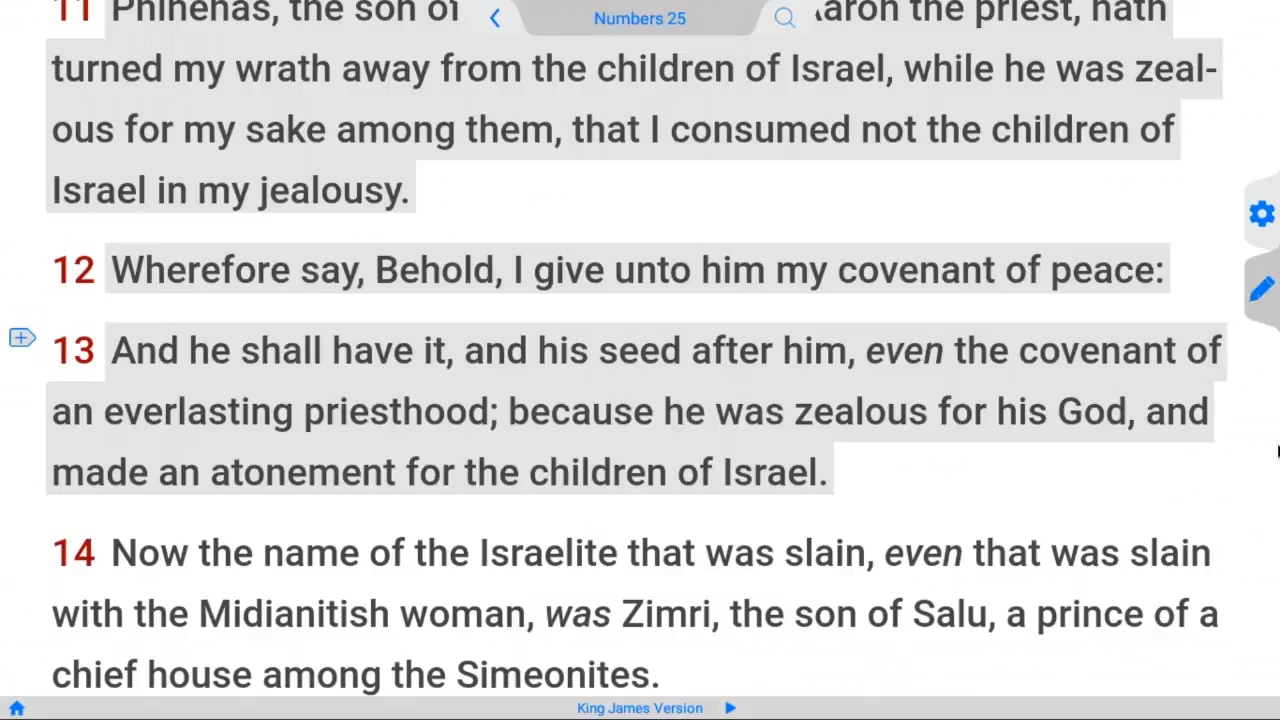 Numbers 25
11 Phinehas, the son of aron the priest, hath
turned my wrath away from the children of Israel, while he was zeal-
ous for my sake among them, that I consumed not the children of
Israel in my jealousy.
12 Wherefore say, Behold, I give unto him my covenant of peace:
13 And he shall have it, and his seed after him, even the covenant of
an everlasting priesthood; because he was zealous for his God, and
made an atonement for the children of Israel.
14 Now the name of the Israelite that was slain, even that was slain
with the Midianitish woman, was Zimri, the son of Salu, a prince of a
chief house among the Simeonites.
King James Version